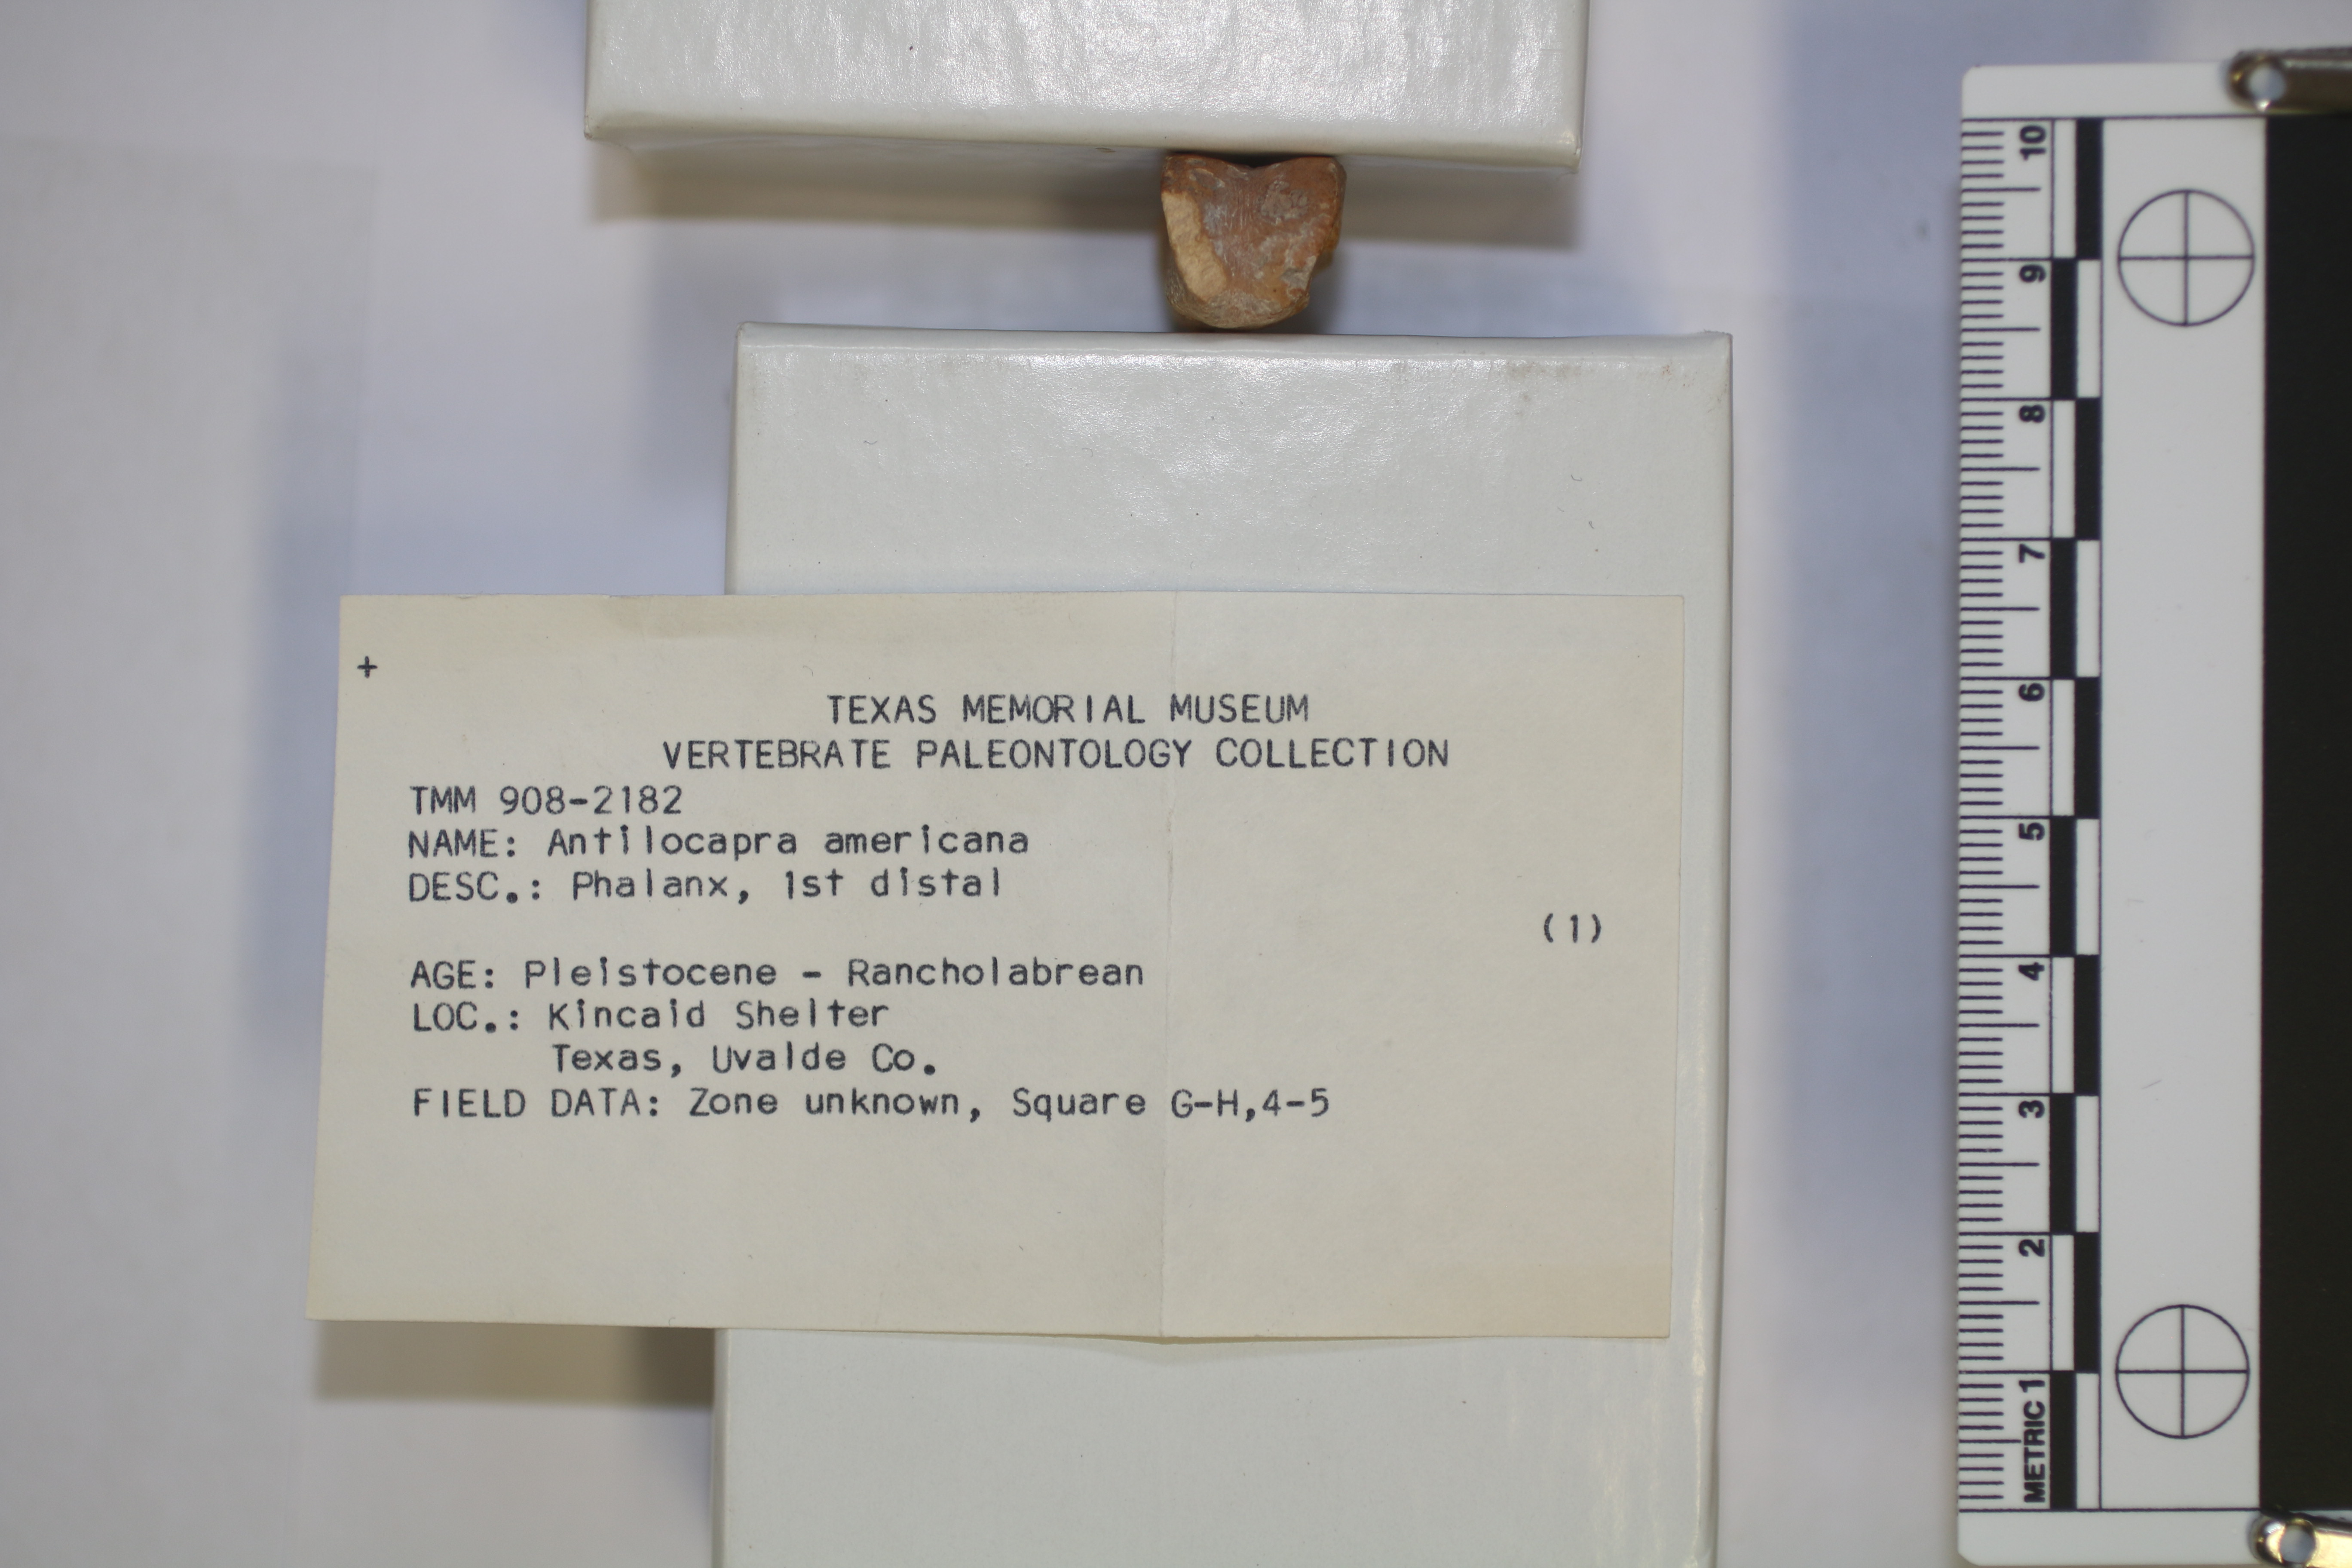 +
TEXAS MEMORIAL MUSEUM
VERTEBRATE PALEONTOLOGY COLLECTION
TMM 908-2182
NAME: Antilocapra americana
DESC.: Phalanx, 1st distal
(1)
AGE: Pleistocene - Rancholabrean
LOC.: Kincaid Shelter
Texas, Uvalde Co.
FIELD DATA: Zone unknown, Square G-H,4-5
METRIC 1 2 3 4 5 6 7 8 9 10